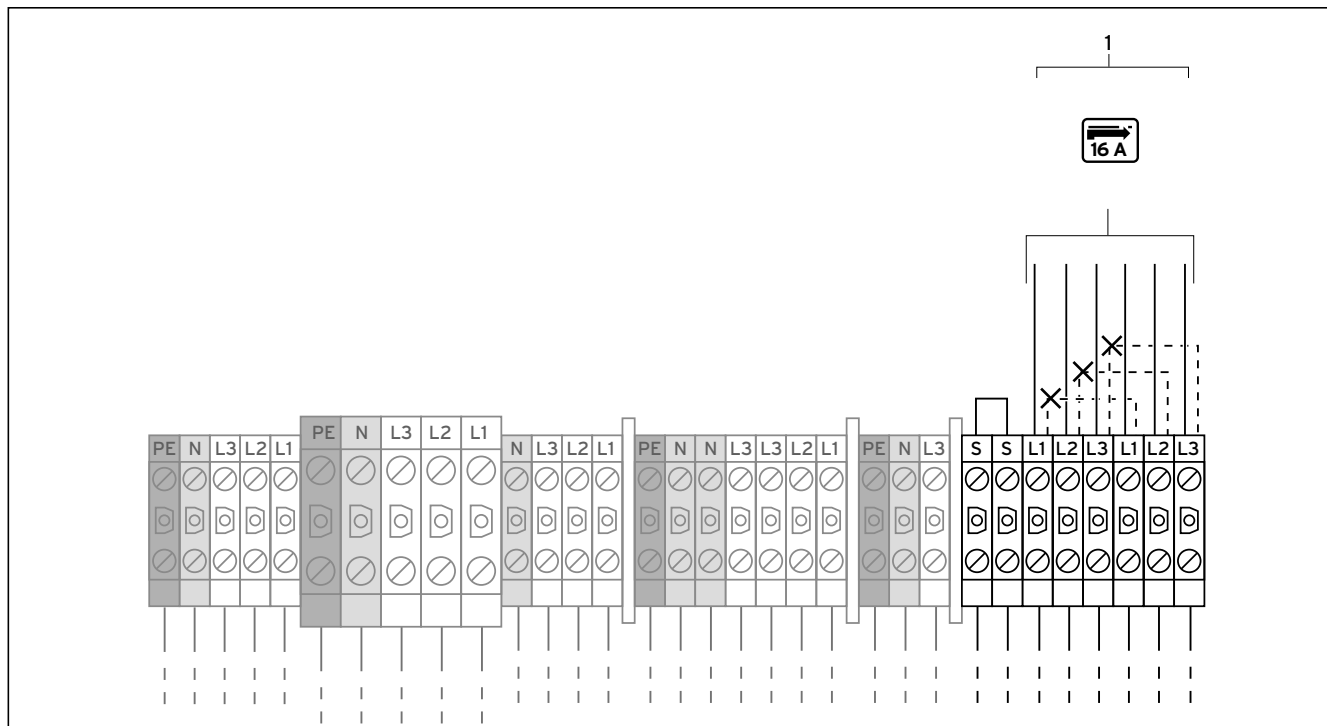 1
16 A
PE N L3 L2 L1
PE N L3 L2 L1
N L3 L2 L1
PE N N L3 L3 L2 L1
PE N L3
S S L1 L2 L3 L1 L2 L3